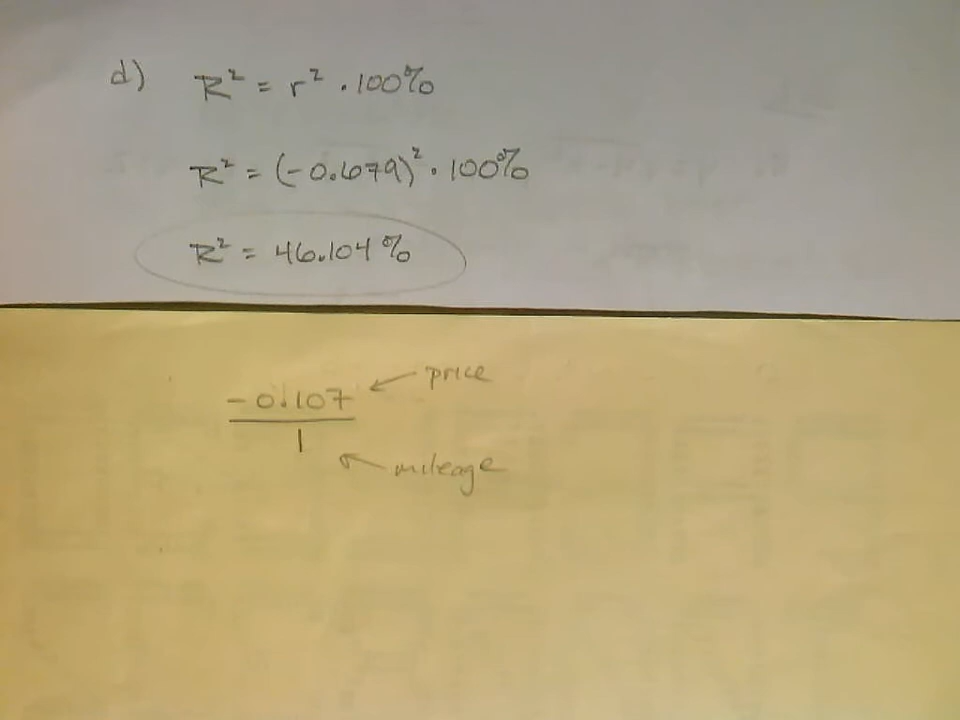 d) R² = r² · 100%
R² = (-0.679)² · 100%
R² = 46.104%
-0.107 ← price
1
← mileage